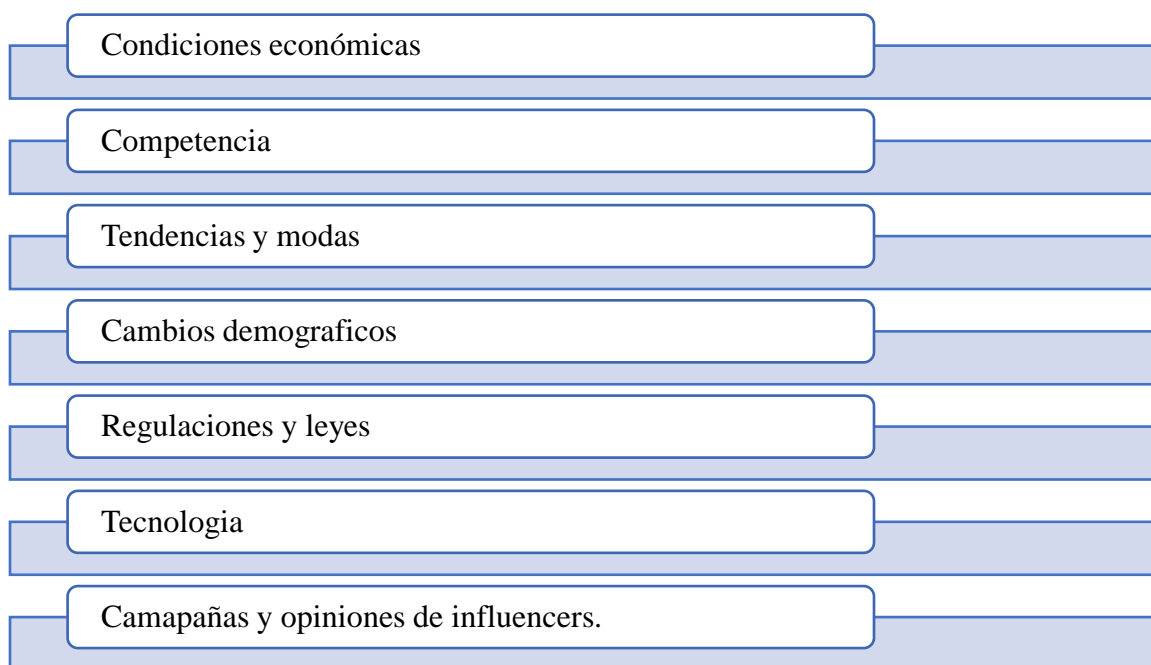 Condiciones económicas
Competencia
Tendencias y modas
Cambios demograficos
Regulaciones y leyes
Tecnologia
Camapañas y opiniones de influencers.